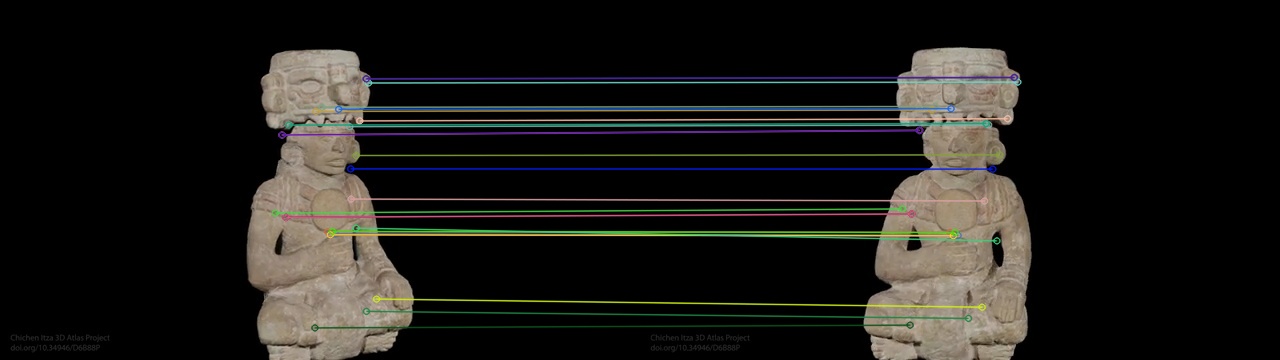 Chichen Itza 3D Atlas Project
doi.org/10.34946/D6B88P
Chichen Itza 3D Atlas Project
doi.org/10.34946/D6B88P